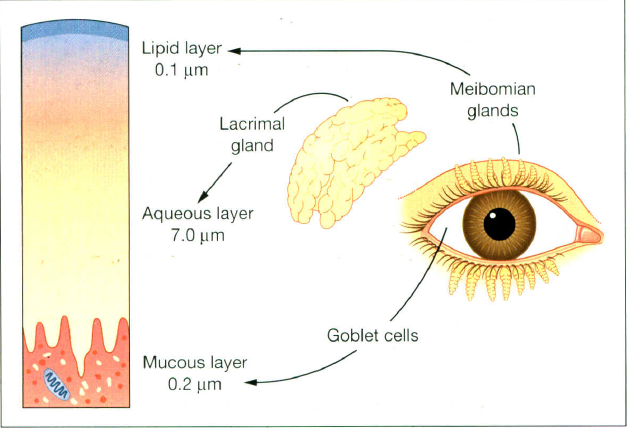 Lipid layer
0.1 μm
Meibomian
glands
Lacrimal
gland
Aqueous layer
7.0 μm
Goblet cells
Mucous layer
0.2 μm